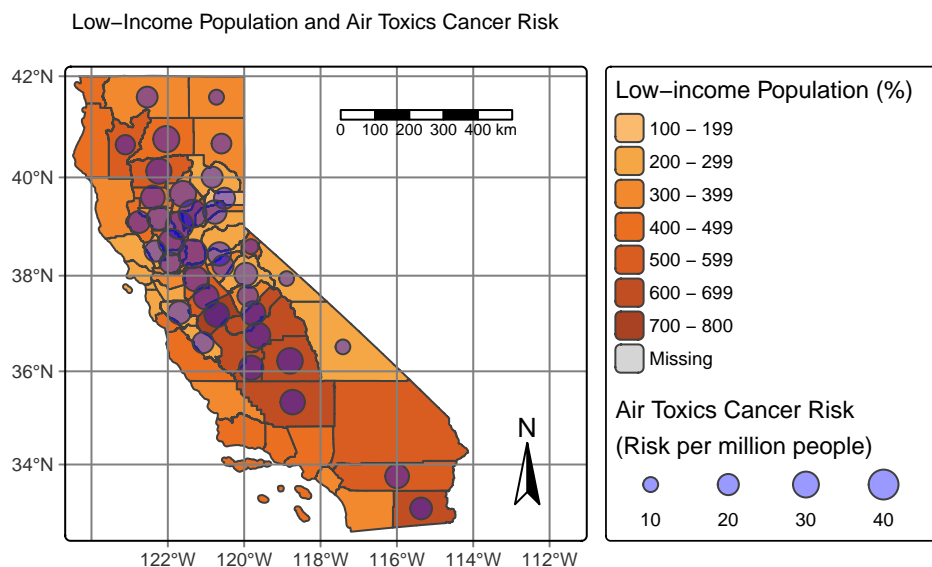 Low−Income Population and Air Toxics Cancer Risk
42°N
40°N
38°N
36°N
34°N
122°W 120°W 118°W 116°W 114°W 112°W
0 100 200 300 400 km
N
Low−income Population (%)
100 − 199
200 − 299
300 − 399
400 − 499
500 − 599
600 − 699
700 − 800
Missing
Air Toxics Cancer Risk
(Risk per million people)
10 20 30 40